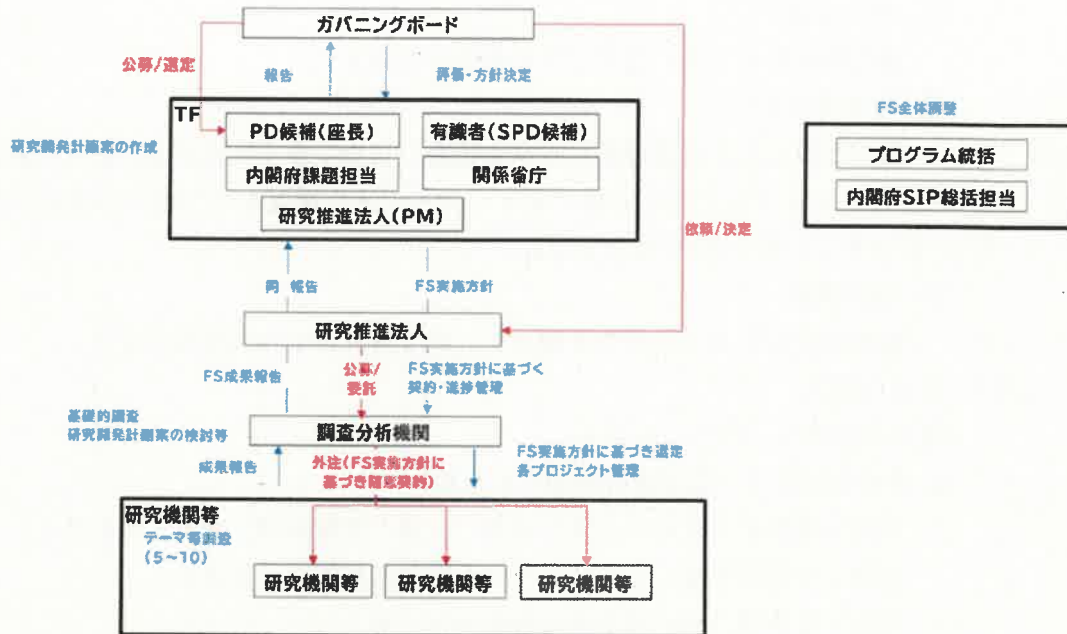 ガバニングボード
公募/選定
報告
評価・方針決定
TF
PD候補(座長)
有識者(SPD候補)
研究開発計画案の作成
内閣府課題担当
関係省庁
研究推進法人(PM)
FS全体調整
プログラム統括
内閣府SIP総括担当
依頼/決定
同 報告
FS実施方針
研究推進法人
FS成果報告
公募/
委託
FS実施方針に基づく
契約・進捗管理
基礎的調査
研究開発計画案の検討等
調査分析機関
成果報告
外注(FS実施方針に
基づき随意契約)
FS実施方針に基づき選定
各プロジェクト管理
研究機関等
テーマ毎調査
(5~10)
研究機関等
研究機関等
研究機関等